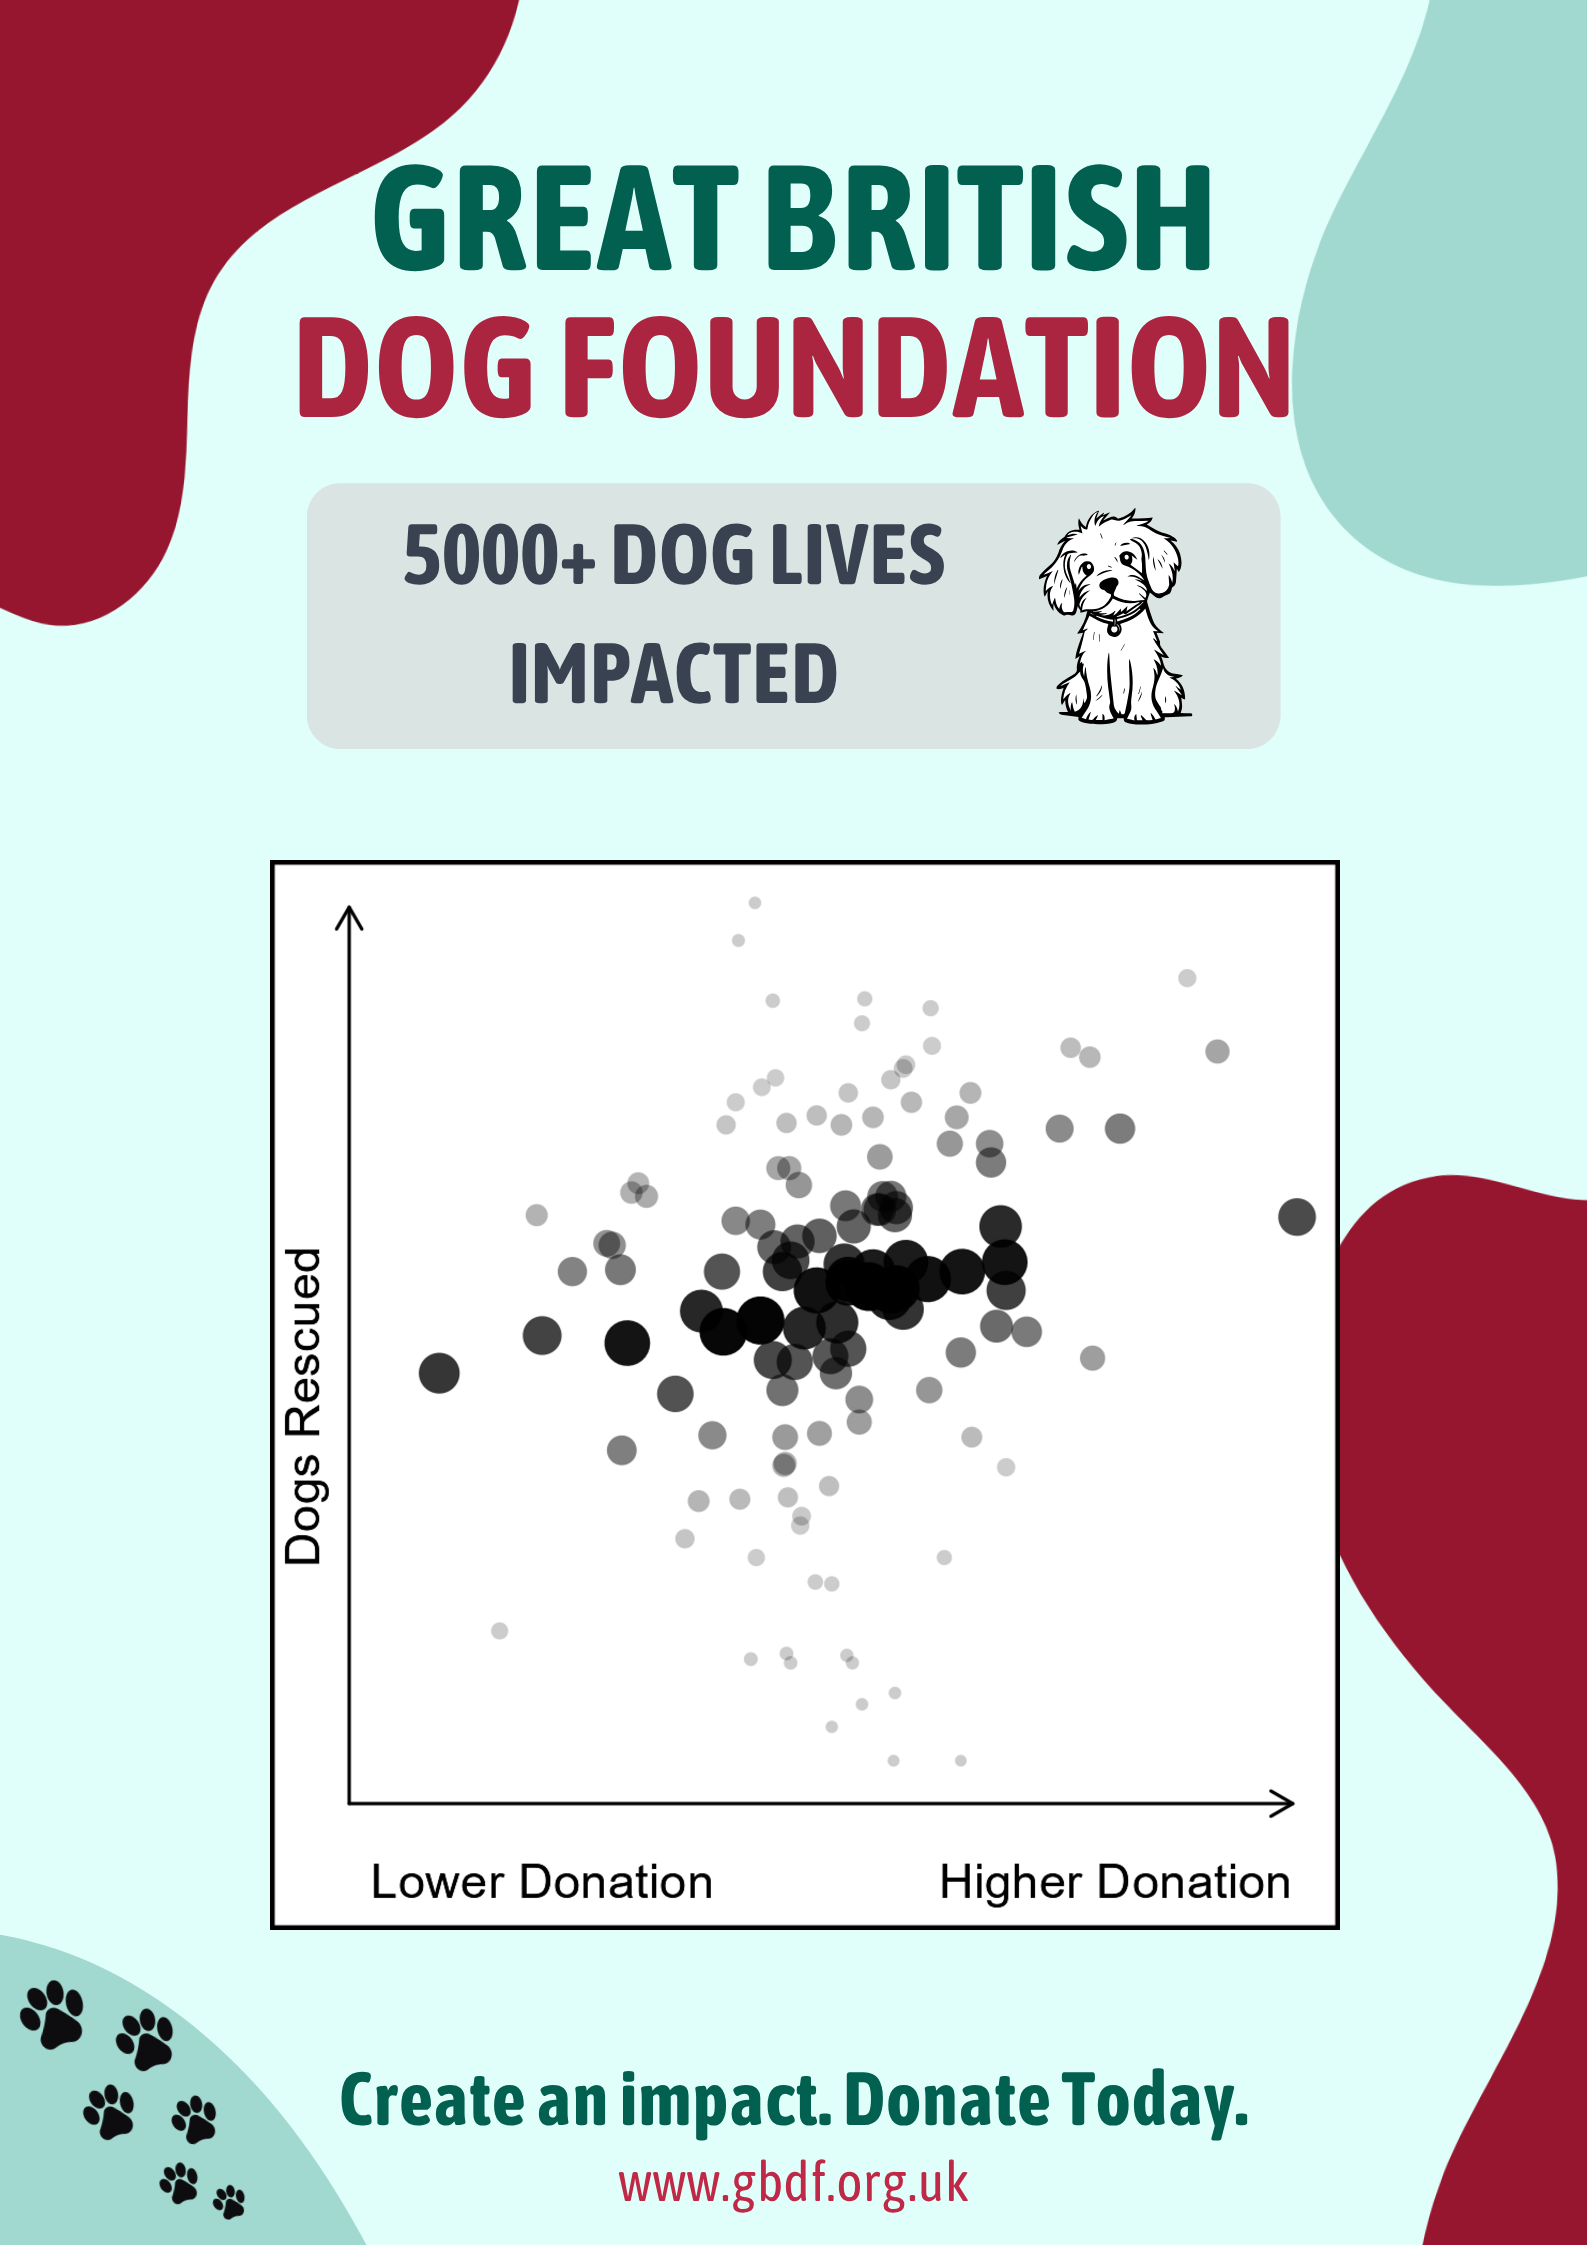 GREAT BRITISH
DOG FOUNDATION
5000+ DOG LIVES
IMPACTED
Dogs Rescued
Lower Donation
Higher Donation
Create an impact. Donate Today.
www.gbdf.org.uk